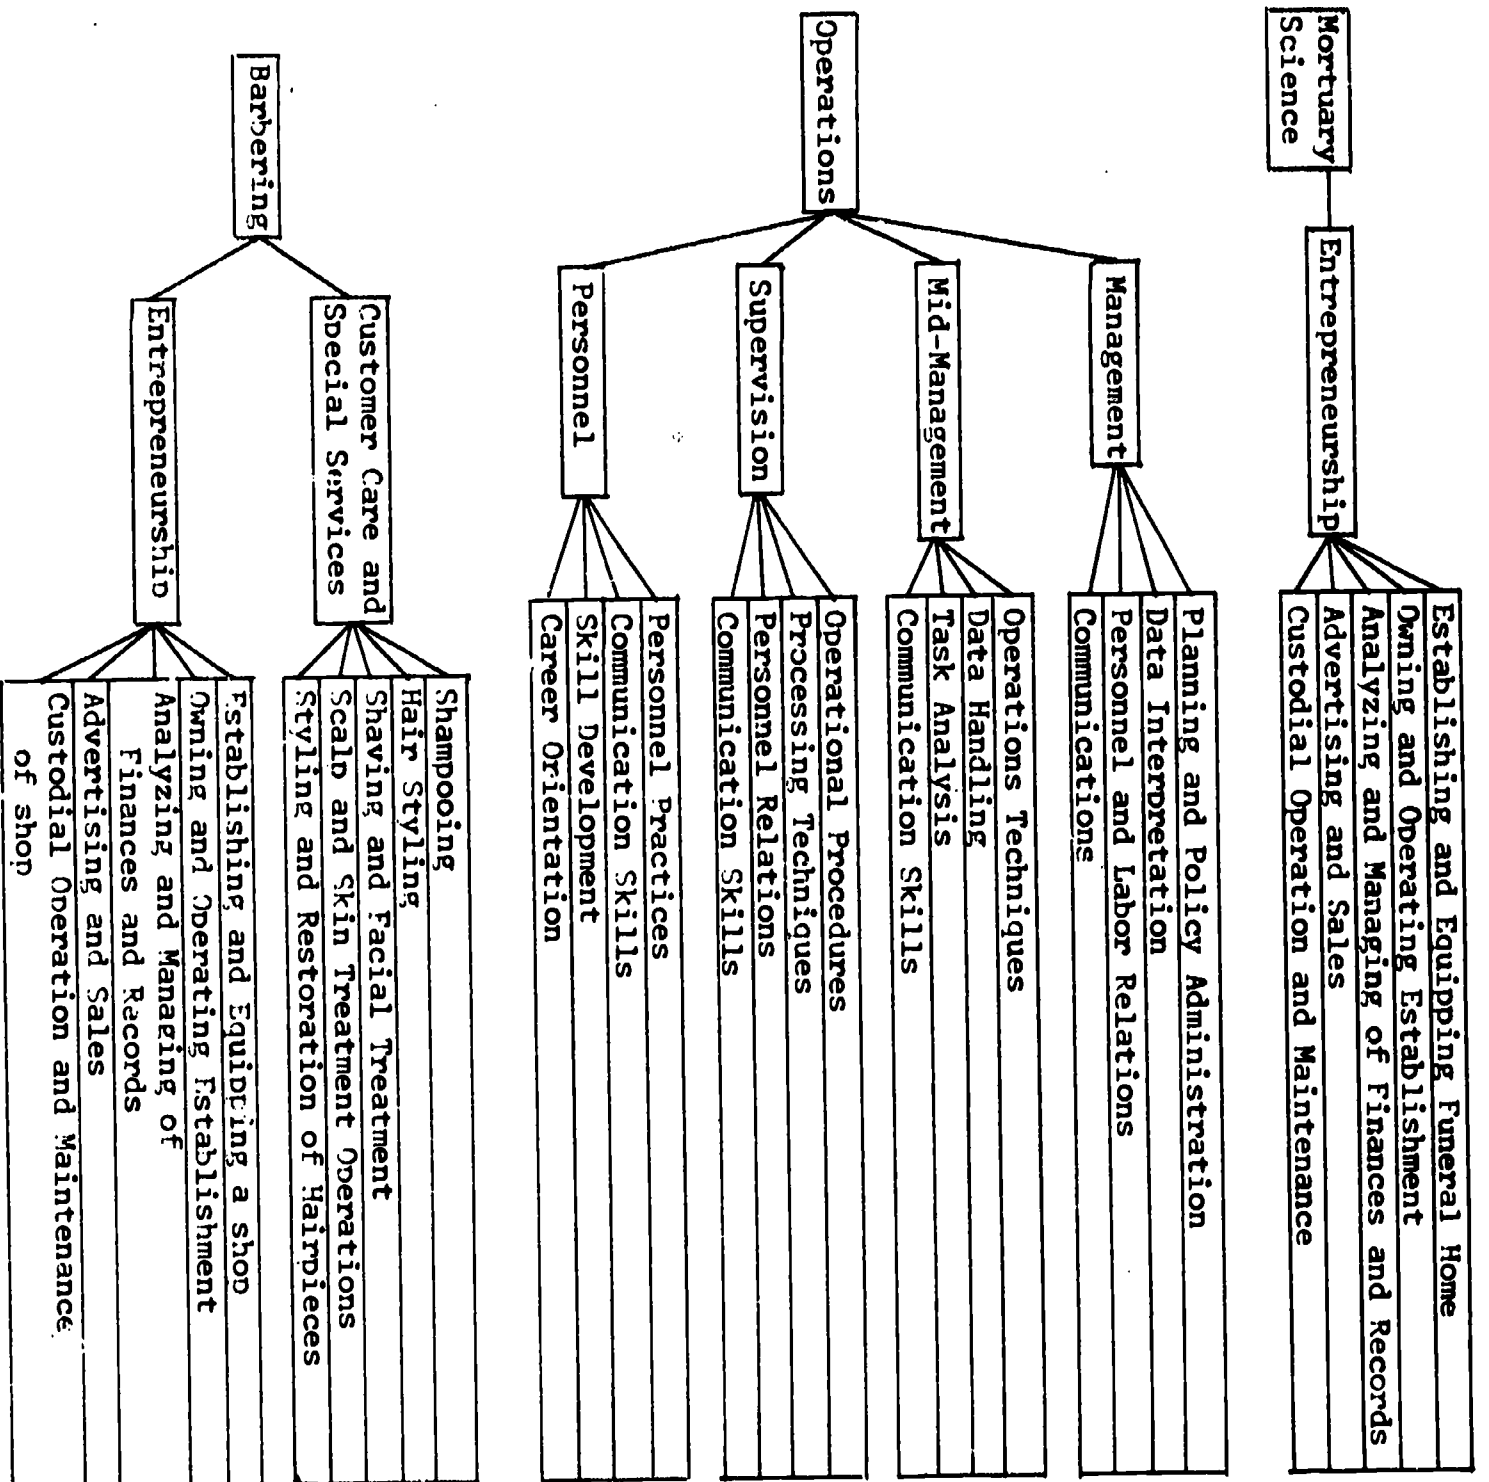 Mortuary
Science
Entrepreneurship
Establishing and Equipping Funeral Home
Owning and Operating Establishment
Analyzing and Managing of Finances and Records
Advertising and Sales
Custodial Operation and Maintenance
Operations
Management
Planning and Policy Administration
Data Interpretation
Personnel and Labor Relations
Communications
Mid-Management
Operations Techniques
Data Handling
Task Analysis
Communication Skills
Supervision
Operational Procedures
Processing Techniques
Personnel Relations
Communication Skills
Personnel
Personnel Practices
Communication Skills
Skill Development
Career Orientation
Barbering
Customer Care and
Special Services
Shampooing
Hair Styling
Shaving and Facial Treatment
Scalp and Skin Treatment Operations
Styling and Restoration of Hairpieces
Entrepreneurship
Establishing and Equipping a shop
Owning and Operating Establishment
Analyzing and Managing of
Finances and Records
Advertising and Sales
Custodial Operation and Maintenance
of shop